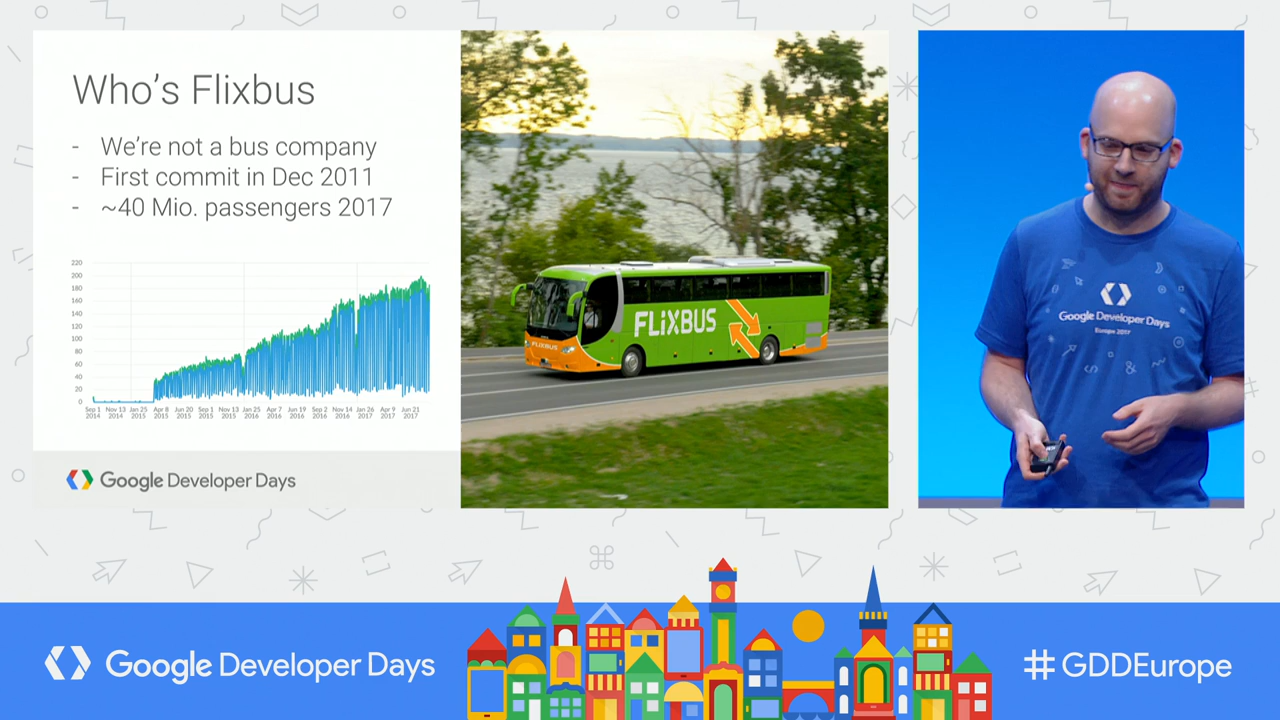 Who's Flixbus
- We're not a bus company
- First commit in Dec 2011
- ~40 Mio. passengers 2017
220
200
180
160
140
120
100
80
60
40
20
0
Sep 1 Nov 13 Jan 25 Apr 8 Jun 20 Sep 1 Nov 13 Jan 25 Apr 7 Jun 19 Sep 2 Nov 14 Jan 26 Apr 9 Jun 21
2014 2014 2015 2015 2015 2015 2015 2016 2016 2016 2016 2016 2017 2017 2017
Google Developer Days
FLiXBUS
FLIXBUS
Google Developer Days
Europe 2017
Google Developer Days
#GDDEurope